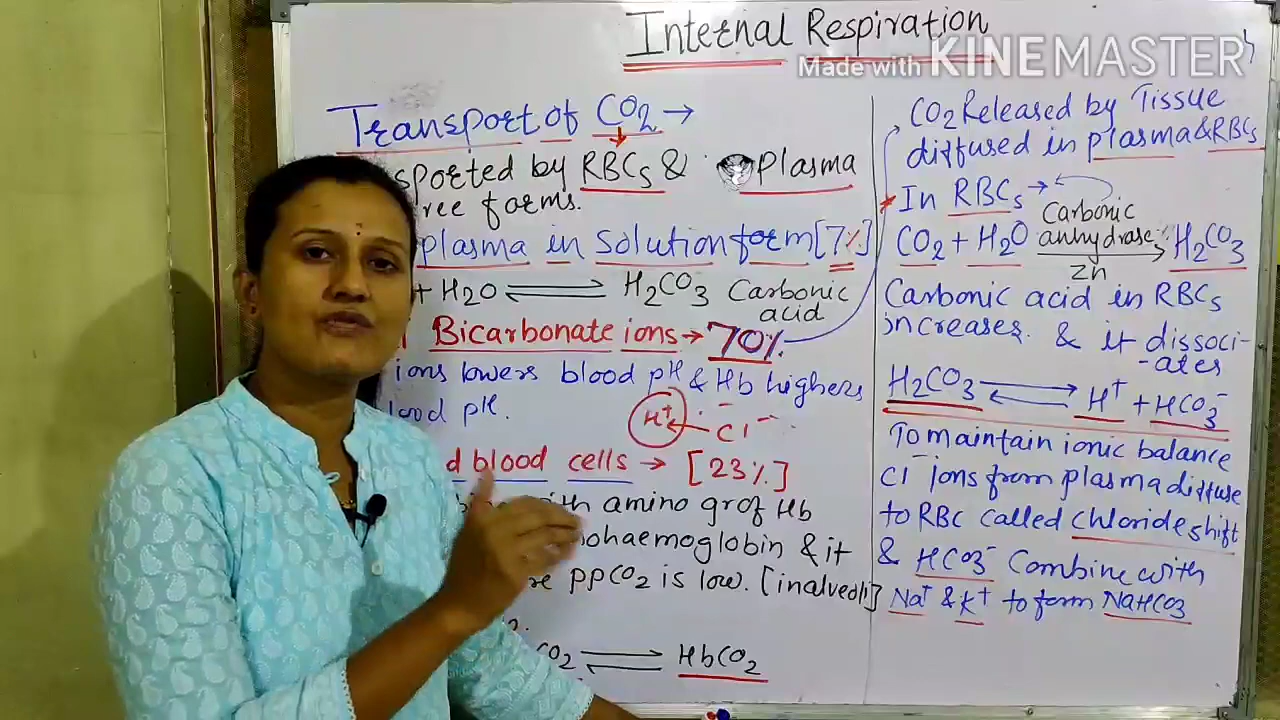 Internal Respiration
Made with KINEMASTER
Transport of CO2 →
sported by RBCs & Plasma
ree forms.
plasma in solution form [7%]
+ H2O ⇌ H2CO3 Carbonic
acid
Bicarbonate ions → 70%
ions lowers blood pH & Hb highers
lood pH.
H+ ← Cl-
d blood cells → [23%]
ith amino gr of Hb
ohaemoglobin & it
re ppCO2 is low. [in alveoli]
CO2 ⇌ HbCO2
CO2 Released by Tissue
diffused in plasma & RBCs
* In RBCs →
CO2 + H2O Carbonic anhydrase → Zn H2CO3
Carbonic acid in RBCs
increases. & it dissoci-
-ates
H2CO3 ⇌ H+ + HCO3-
To maintain ionic balance
Cl- ions from plasma diffuse
to RBC called chloride shift
& HCO3- Combine with
Na+ & K+ to form NaHCO3